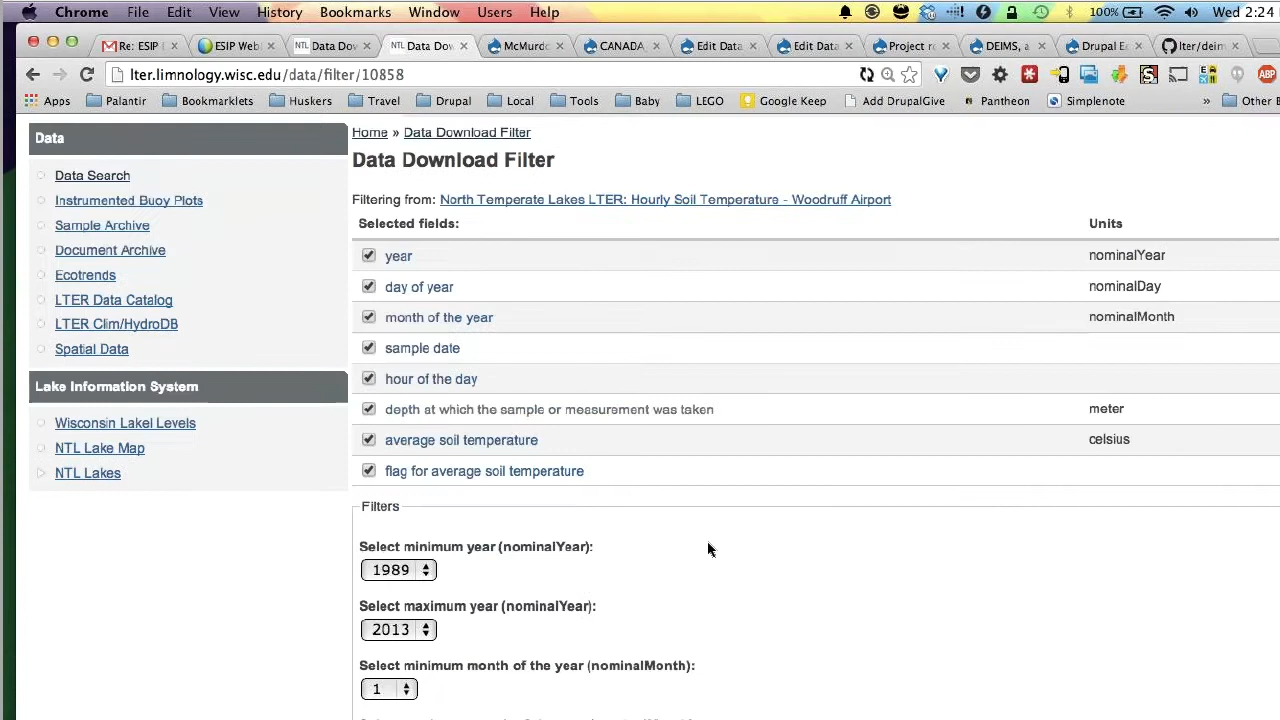 Chrome File Edit View History Bookmarks Window Users Help 100% Wed 2:24
Re: ESIP ESIP Web NTL Data Dov NTL Data Dov McMurdo CANADA Edit Data Edit Data Project ro DEIMS, a Drupal E lter/deim
lter.limnology.wisc.edu/data/filter/10858
Apps Palantir Bookmarklets Huskers Travel Drupal Local Tools Baby LEGO Google Keep Add DrupalGive Pantheon Simplenote » Other B
Data
Data Search
Instrumented Buoy Plots
Sample Archive
Document Archive
Ecotrends
LTER Data Catalog
LTER Clim/HydroDB
Spatial Data
Lake Information System
Wisconsin Lakel Levels
NTL Lake Map
NTL Lakes
Home » Data Download Filter
Data Download Filter
Filtering from: North Temperate Lakes LTER: Hourly Soil Temperature - Woodruff Airport
Selected fields: Units
year nominalYear
day of year nominalDay
month of the year nominalMonth
sample date
hour of the day
depth at which the sample or measurement was taken meter
average soil temperature celsius
flag for average soil temperature
Filters
Select minimum year (nominalYear):
1989
Select maximum year (nominalYear):
2013
Select minimum month of the year (nominalMonth):
1